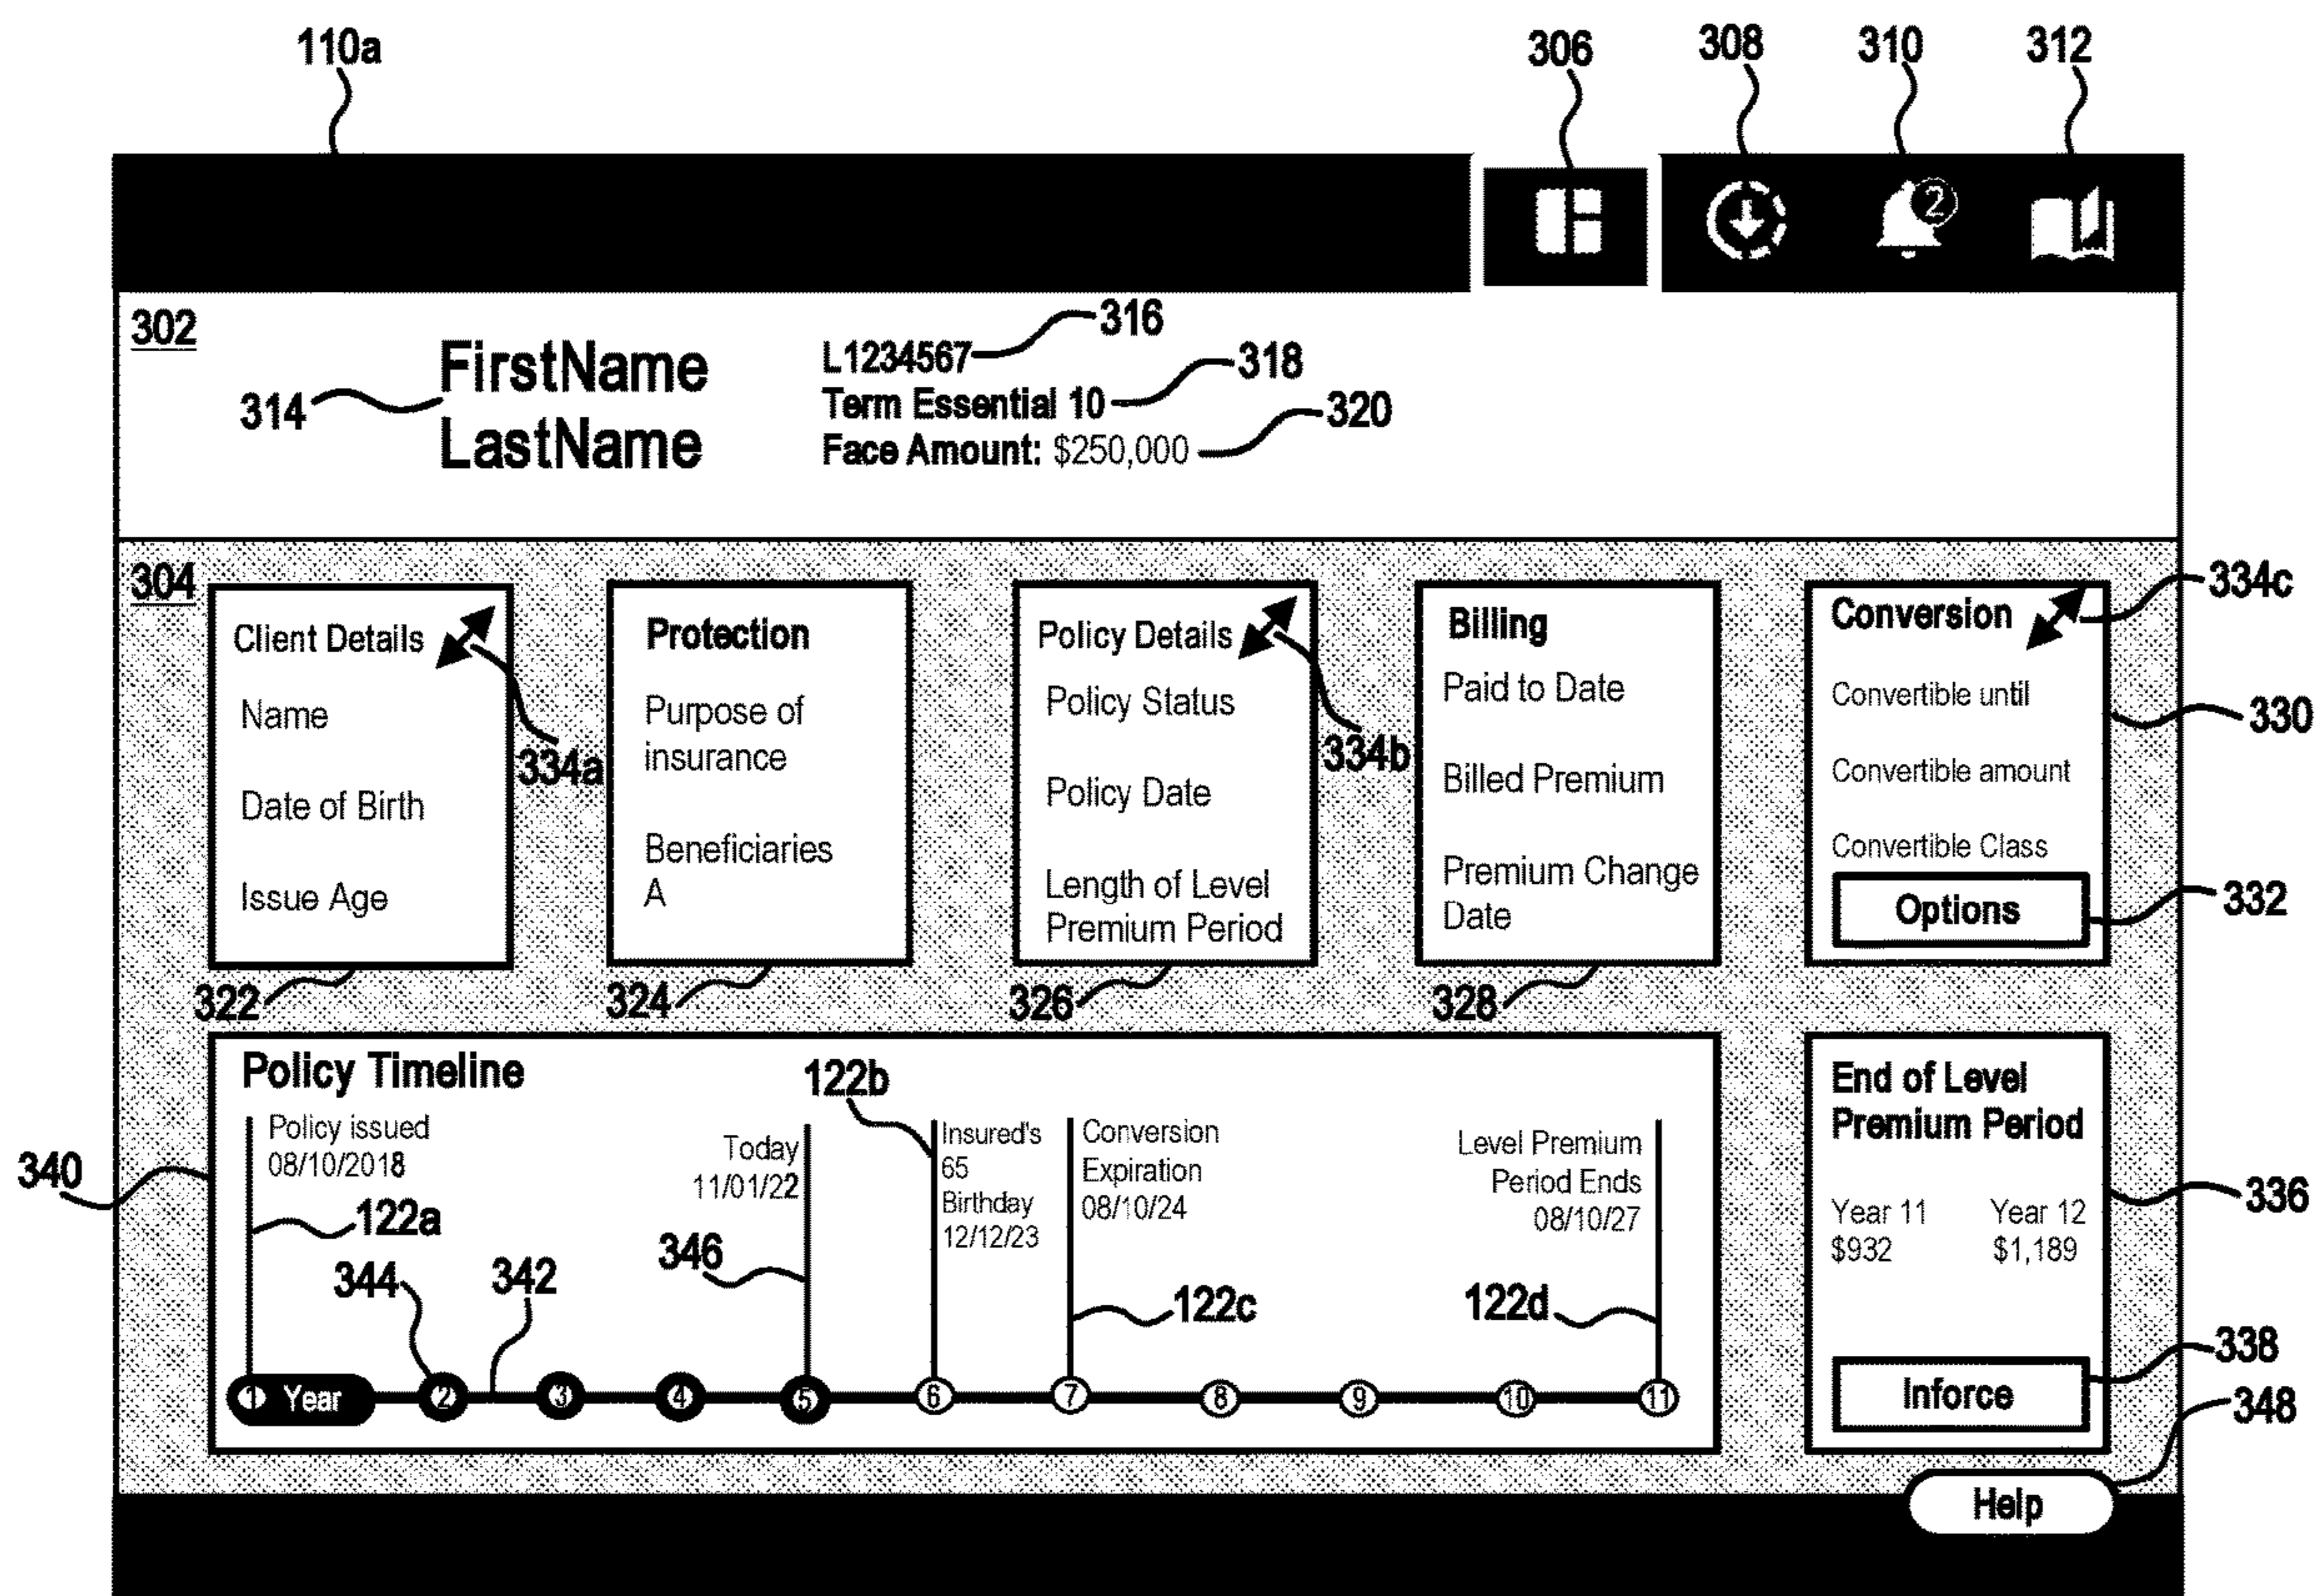 110a
306
308
310
312
2
302
FirstName
LastName
314
L1234567
316
Term Essential 10
318
Face Amount: $250,000
320
304
Client Details
Name
Date of Birth
Issue Age
334a
322
Protection
Purpose of
insurance
Beneficiaries
A
324
Policy Details
Policy Status
Policy Date
Length of Level
Premium Period
334b
326
Billing
Paid to Date
Billed Premium
Premium Change
Date
328
Conversion
Convertible until
Convertible amount
Convertible Class
Options
334c
330
332
Policy Timeline
340
Policy issued
08/10/2018
122a
344
342
Today
11/01/22
346
122b
Insured's
65
Birthday
12/12/23
Conversion
Expiration
08/10/24
122c
Level Premium
Period Ends
08/10/27
122d
1 Year 2 3 4 5 6 7 8 9 10 11
End of Level
Premium Period
Year 11 Year 12
$932 $1,189
Inforce
336
338
348
Help